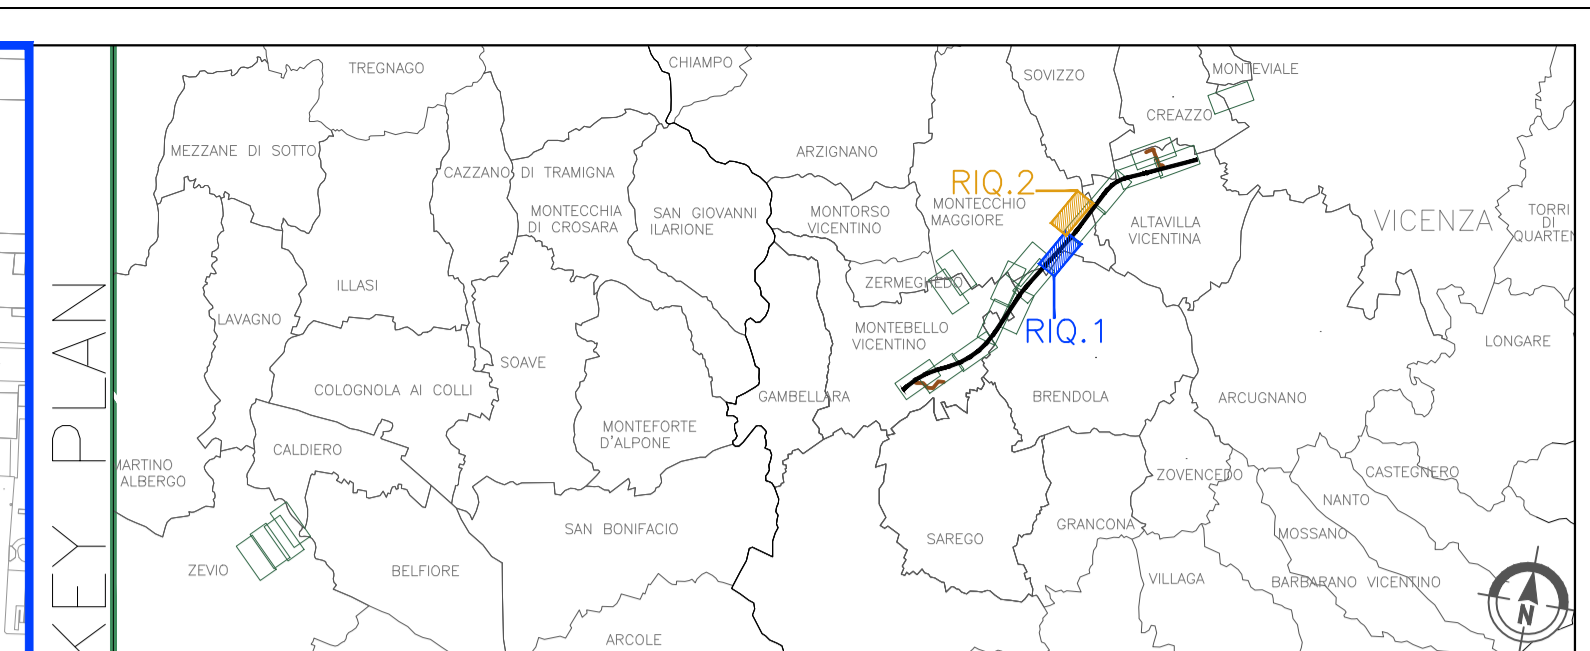 KEY PLAN
TREGNAGO
CHIAMPO
SOVIZZO
MONTEVIALE
CREAZZO
MEZZANE DI SOTTO
ARZIGNANO
CAZZANO DI TRAMIGNA
RIQ.2
MONTECCHIO
MAGGIORE
MONTECCHIA
DI CROSARA
SAN GIOVANNI
ILARIONE
MONTORSO
VICENTINO
ALTAVILLA
VICENTINA
VICENZA
TORRI
DI
QUARTE
ZERMEGHEDO
ILLASI
LAVAGNO
MONTEBELLO
VICENTINO
RIQ.1
LONGARE
SOAVE
COLOGNOLA AI COLLI
GAMBELLARA
BRENDOLA
ARCUGNANO
MONTEFORTE
D'ALPONE
CALDIERO
MARTINO
ALBERGO
ZOVENCEDO
CASTEGNERO
NANTO
SAN BONIFACIO
SAREGO
GRANCONA
MOSSANO
ZEVIO
BELFIORE
VILLAGA
BARBARANO VICENTINO
N
ARCOLE